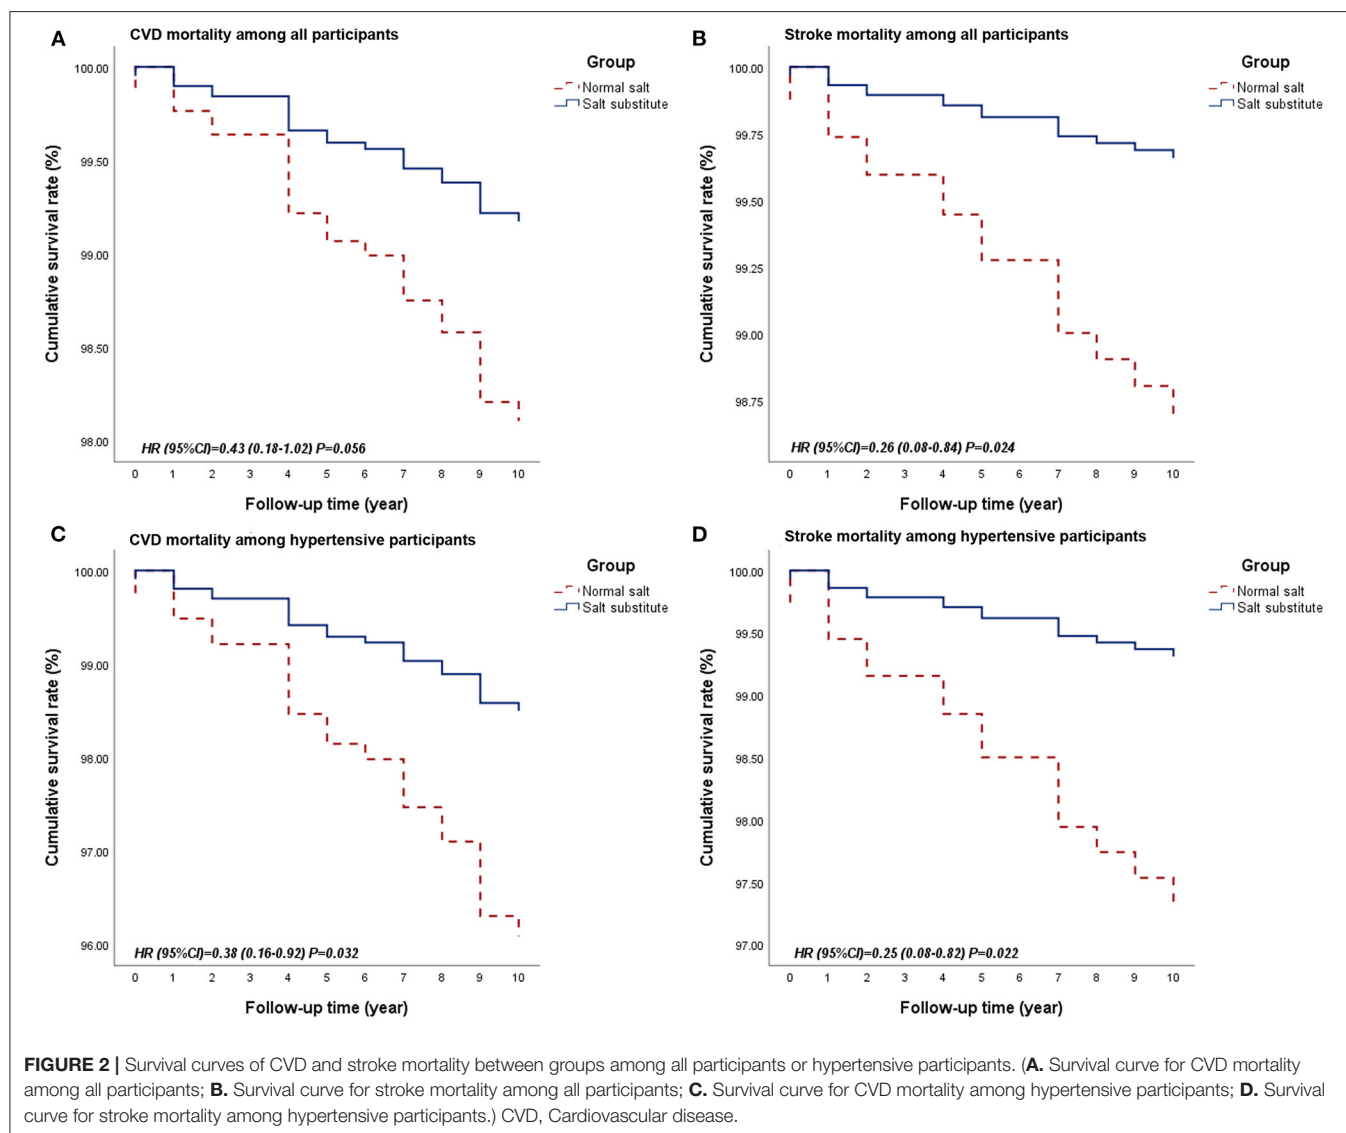 A
CVD mortality among all participants
Group
Normal salt
Salt substitute
Cumulative survival rate (%)
100.00
99.50
99.00
98.50
98.00
HR (95%CI)=0.43 (0.18-1.02) P=0.056
0 1 2 3 4 5 6 7 8 9 10
Follow-up time (year)
B
Stroke mortality among all participants
Group
Normal salt
Salt substitute
Cumulative survival rate (%)
100.00
99.75
99.50
99.25
99.00
98.75
HR (95%CI)=0.26 (0.08-0.84) P=0.024
0 1 2 3 4 5 6 7 8 9 10
Follow-up time (year)
C
CVD mortality among hypertensive participants
Group
Normal salt
Salt substitute
Cumulative survival rate (%)
100.00
99.00
98.00
97.00
96.00
HR (95%CI)=0.38 (0.16-0.92) P=0.032
0 1 2 3 4 5 6 7 8 9 10
Follow-up time (year)
D
Stroke mortality among hypertensive participants
Group
Normal salt
Salt substitute
Cumulative survival rate (%)
100.00
99.50
99.00
98.50
98.00
97.50
97.00
HR (95%CI)=0.25 (0.08-0.82) P=0.022
0 1 2 3 4 5 6 7 8 9 10
Follow-up time (year)
FIGURE 2 | Survival curves of CVD and stroke mortality between groups among all participants or hypertensive participants. (A. Survival curve for CVD mortality
among all participants; B. Survival curve for stroke mortality among all participants; C. Survival curve for CVD mortality among hypertensive participants; D. Survival
curve for stroke mortality among hypertensive participants.) CVD, Cardiovascular disease.